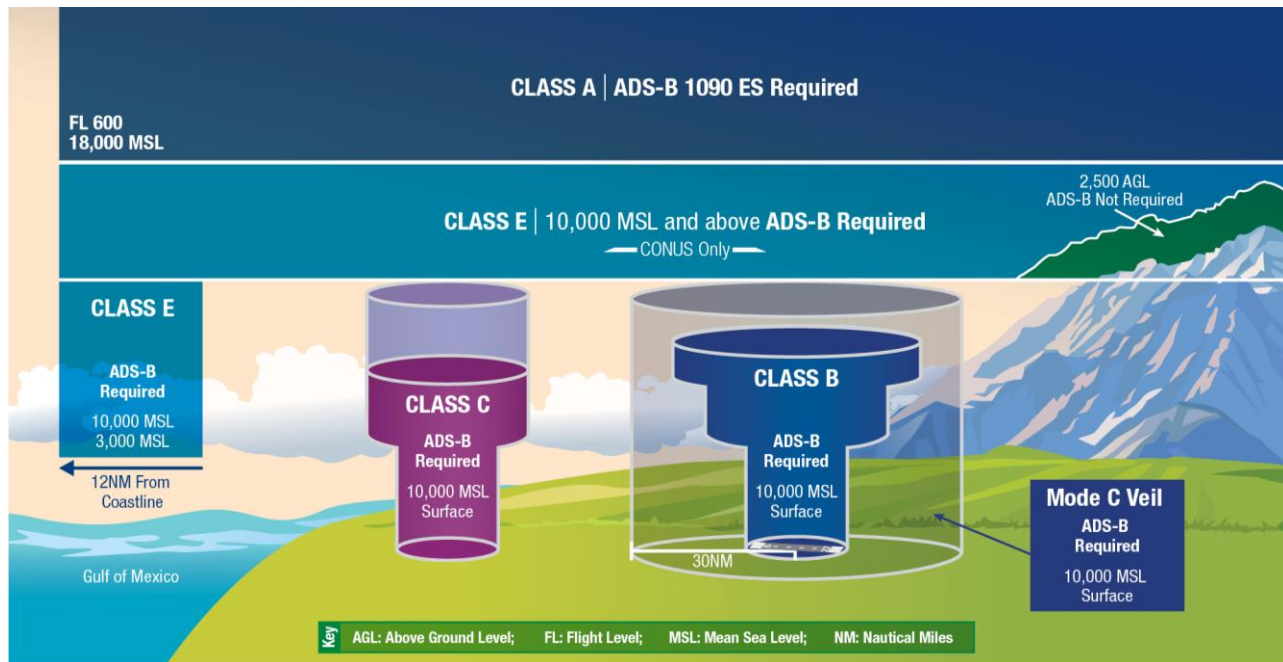 CLASS A | ADS-B 1090 ES Required
FL 600
18,000 MSL
2,500 AGL
ADS-B Not Required
CLASS E | 10,000 MSL and above ADS-B Required
CONUS Only
CLASS E
ADS-B
Required
10,000 MSL
3,000 MSL
12NM From
Coastline
Gulf of Mexico
CLASS C
ADS-B
Required
10,000 MSL
Surface
CLASS B
ADS-B
Required
10,000 MSL
Surface
30NM
Mode C Veil
ADS-B
Required
10,000 MSL
Surface
Key
AGL: Above Ground Level; FL: Flight Level; MSL: Mean Sea Level; NM: Nautical Miles